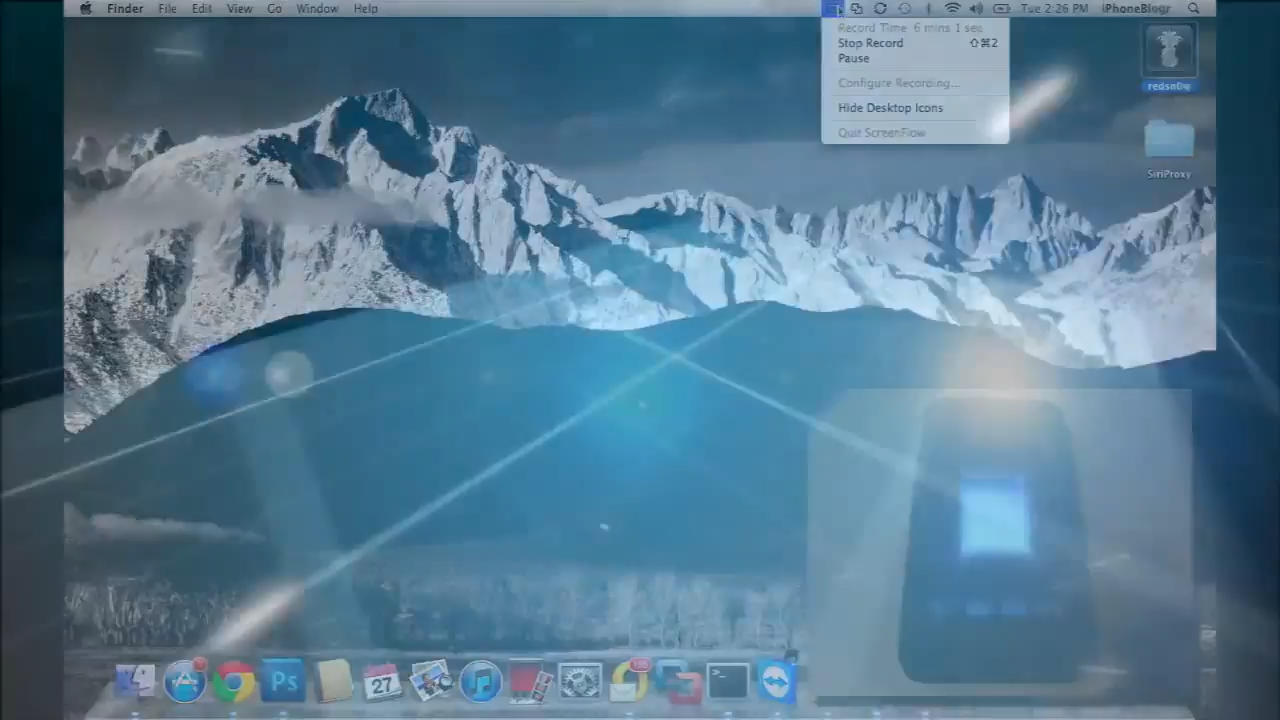 Finder File Edit View Go Window Help
Tue 2:26 PM iPhoneBlogr
Record Time 6 mins 1 sec
Stop Record ⇧⌘2
Pause
Configure Recording...
Hide Desktop Icons
Quit ScreenFlow
redsn0w
SiriProxy
Ps
27